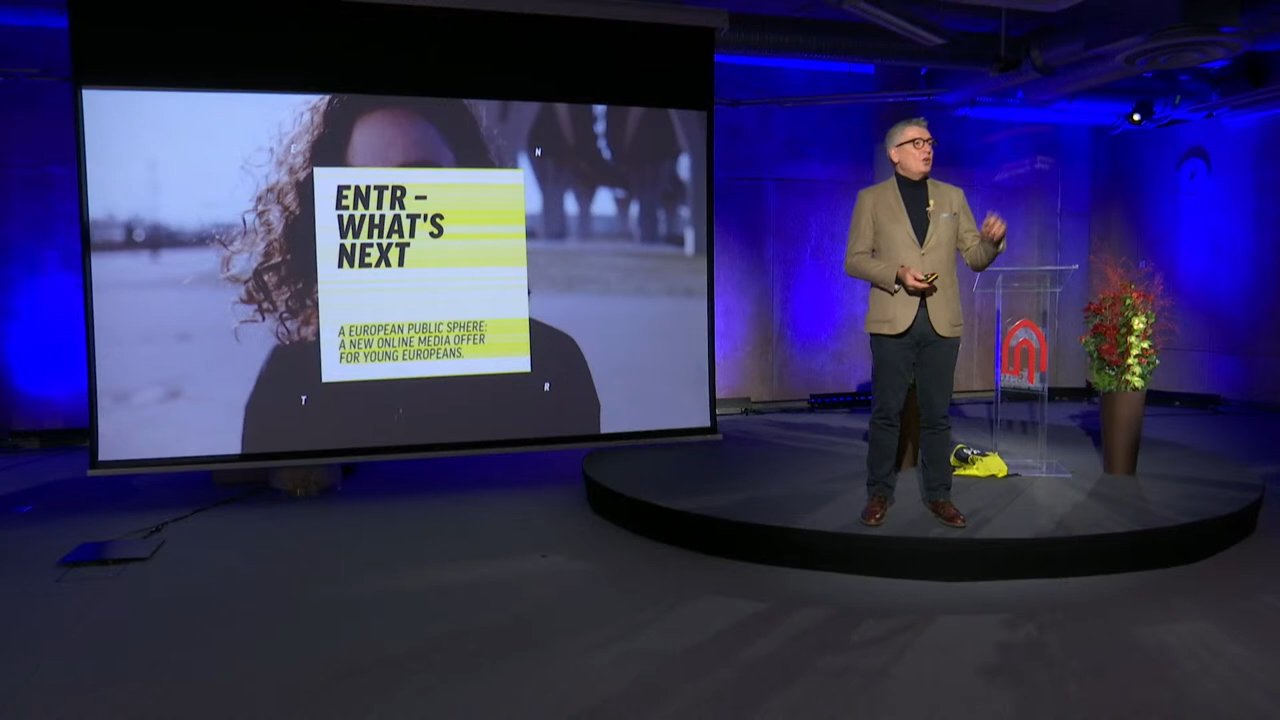 E
N
ENTR –
WHAT'S
NEXT
A EUROPEAN PUBLIC SPHERE:
A NEW ONLINE MEDIA OFFER
FOR YOUNG EUROPEANS.
T
R